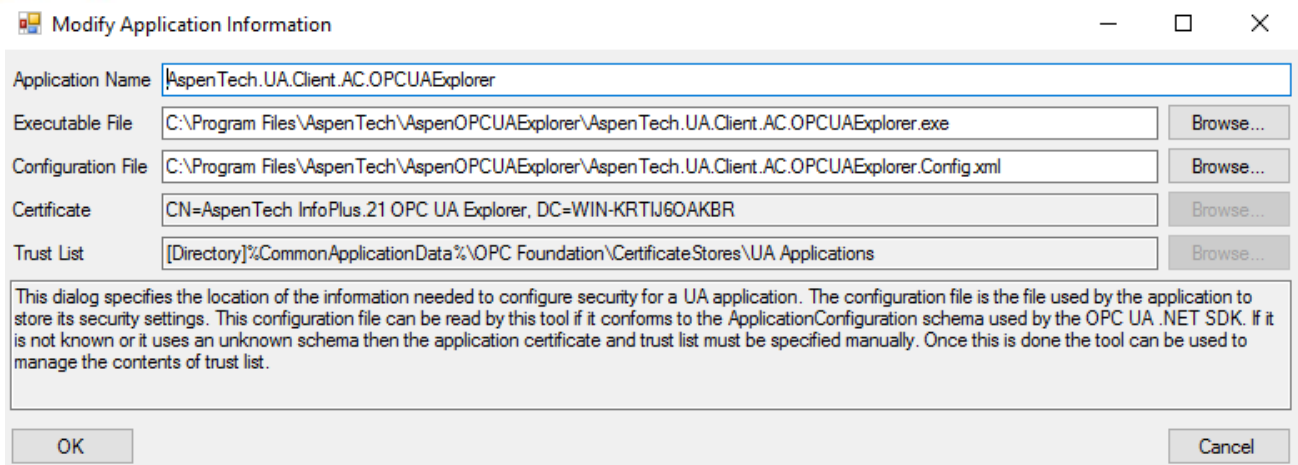 Modify Application Information
Application Name AspenTech.UA.Client.AC.OPCUAExplorer
Executable File C:\Program Files\AspenTech\AspenOPCUAExplorer\AspenTech.UA.Client.AC.OPCUAExplorer.exe Browse...
Configuration File C:\Program Files\AspenTech\AspenOPCUAExplorer\AspenTech.UA.Client.AC.OPCUAExplorer.Config.xml Browse...
Certificate CN=AspenTech InfoPlus.21 OPC UA Explorer, DC=WIN-KRTIJ6OAKBR Browse...
Trust List [Directory]%CommonApplicationData%\OPC Foundation\CertificateStores\UA Applications Browse...
This dialog specifies the location of the information needed to configure security for a UA application. The configuration file is the file used by the application to
store its security settings. This configuration file can be read by this tool if it conforms to the ApplicationConfiguration schema used by the OPC UA .NET SDK. If it
is not known or it uses an unknown schema then the application certificate and trust list must be specified manually. Once this is done the tool can be used to
manage the contents of trust list.
OK Cancel